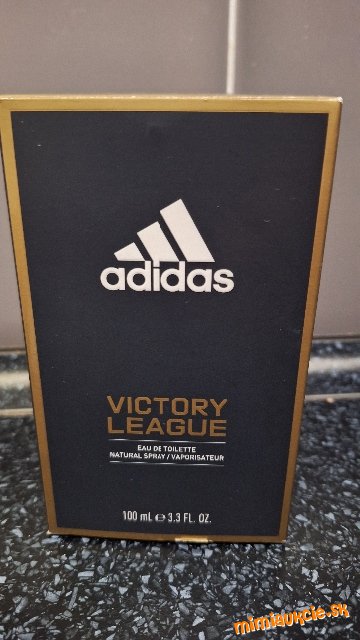 adidas
VICTORY
LEAGUE
EAU DE TOILETTE
NATURAL SPRAY / VAPORISATEUR
100 mL ℮ 3.3 FL. OZ.
mimiaukcie.sk